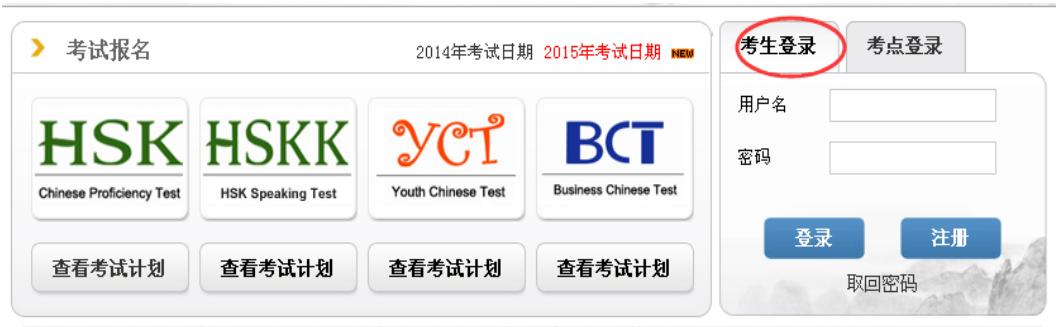 考试报名
2014年考试日期 2015年考试日期 NEW
HSK
Chinese Proficiency Test
HSKK
HSK Speaking Test
YCT
Youth Chinese Test
BCT
Business Chinese Test
查看考试计划
查看考试计划
查看考试计划
查看考试计划
考生登录
考点登录
用户名
密码
登录
注册
取回密码